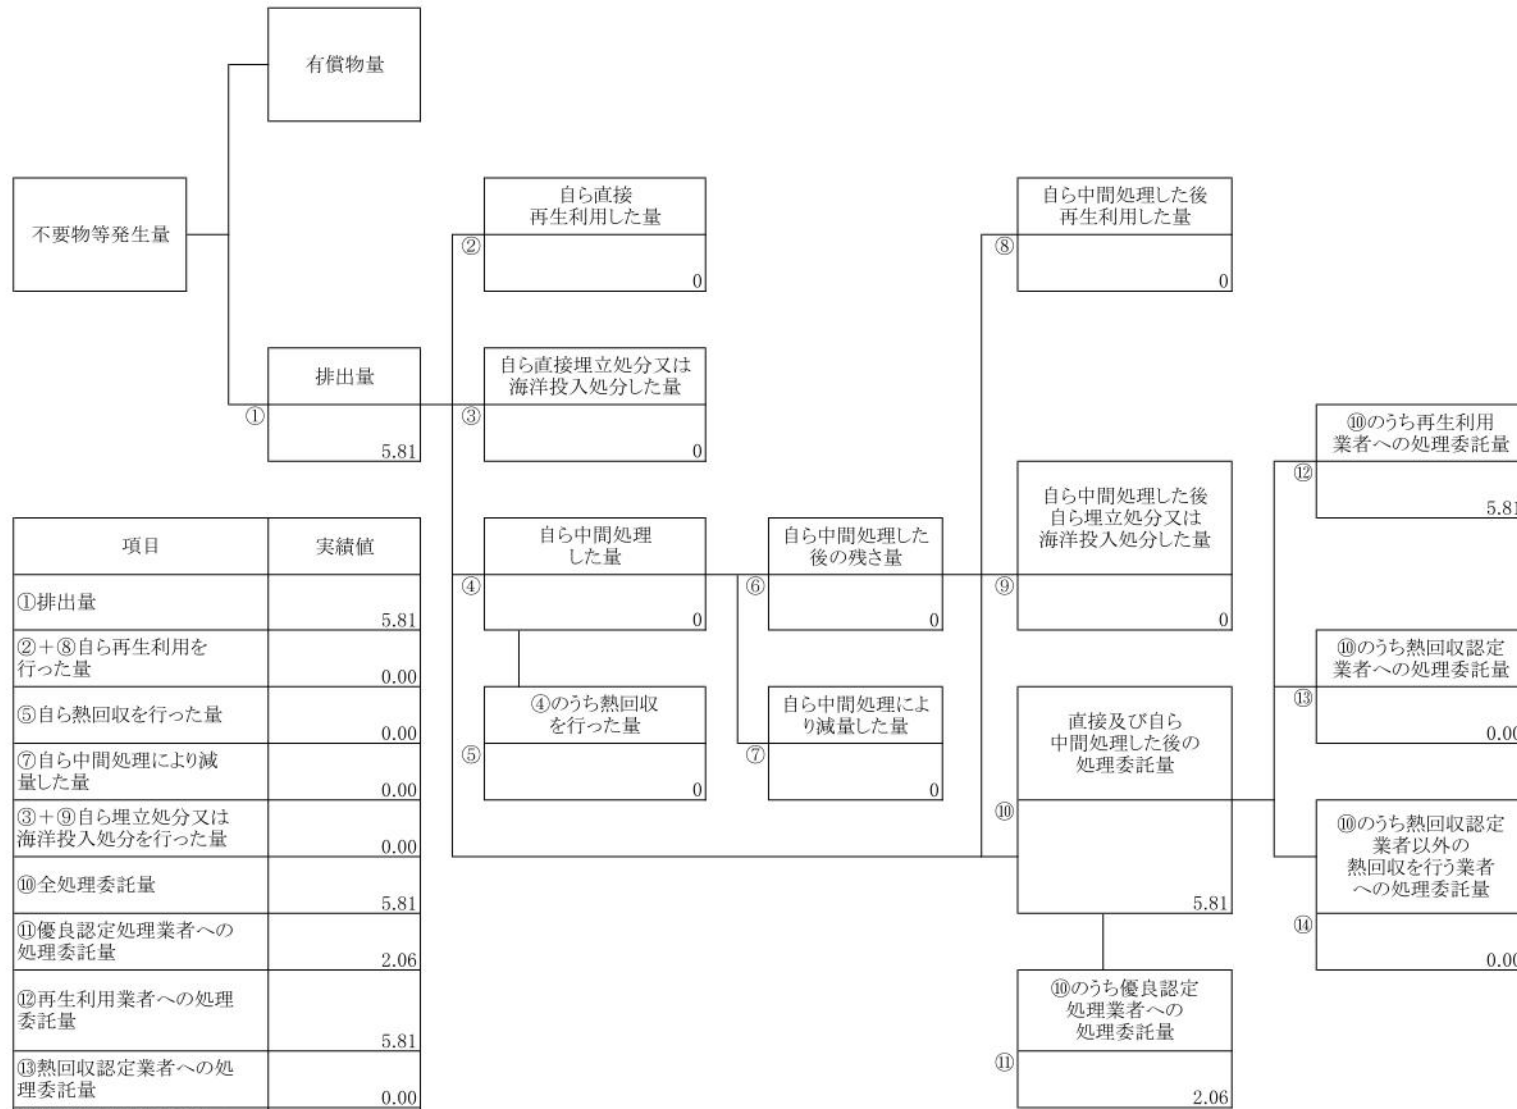 有償物量
不要物等発生量
自ら直接
再生利用した量
②
0
自ら中間処理した後
再生利用した量
⑧
0
排出量
①
5.81
自ら直接埋立処分又は
海洋投入処分した量
③
0
⑩のうち再生利用
業者への処理委託量
⑫
5.81
自ら中間処理
した量
④
0
自ら中間処理した
後の残さ量
⑥
0
自ら中間処理した後
自ら埋立処分又は
海洋投入処分した量
⑨
0
⑩のうち熱回収認定
業者への処理委託量
⑬
0.00
④のうち熱回収
を行った量
⑤
0
自ら中間処理によ
り減量した量
⑦
0
直接及び自ら
中間処理した後の
処理委託量
⑩
5.81
⑩のうち熱回収認定
業者以外の
熱回収を行う業者
への処理委託量
⑭
0.00
⑩のうち優良認定
処理業者への
処理委託量
⑪
2.06
項目 実績値
①排出量
5.81
②+⑧自ら再生利用を
行った量
0.00
⑤自ら熱回収を行った量
0.00
⑦自ら中間処理により減
量した量
0.00
③+⑨自ら埋立処分又は
海洋投入処分を行った量
0.00
⑩全処理委託量
5.81
⑪優良認定処理業者への
処理委託量
2.06
⑫再生利用業者への処理
委託量
5.81
⑬熱回収認定業者への処
理委託量
0.00